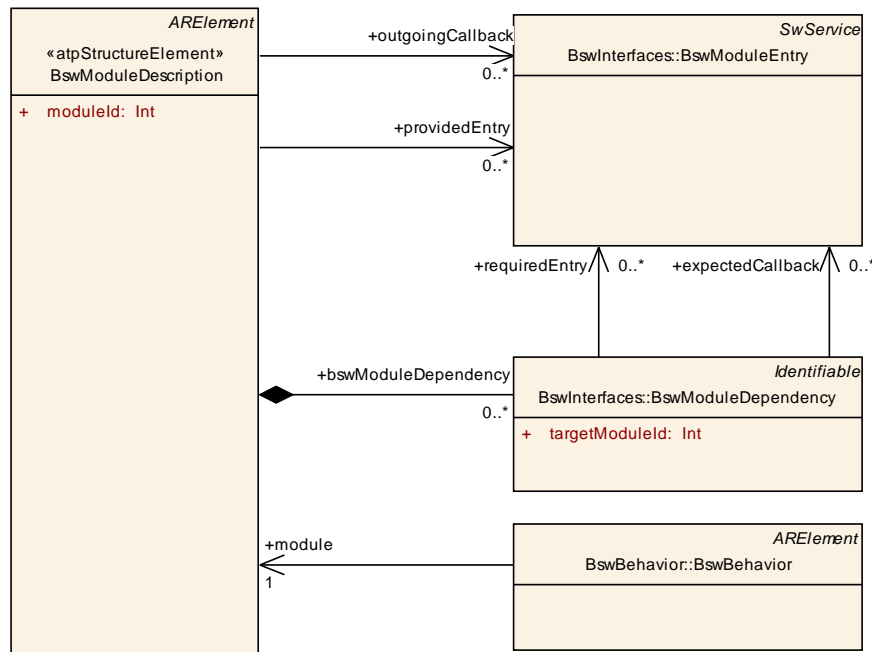 ARElement
«atpStructureElement»
BswModuleDescription
+ moduleId: Int
+outgoingCallback
0..*
+providedEntry
0..*
SwService
BswInterfaces::BswModuleEntry
+requiredEntry
0..*
+expectedCallback
0..*
+bswModuleDependency
0..*
Identifiable
BswInterfaces::BswModuleDependency
+ targetModuleId: Int
+module
1
ARElement
BswBehavior::BswBehavior